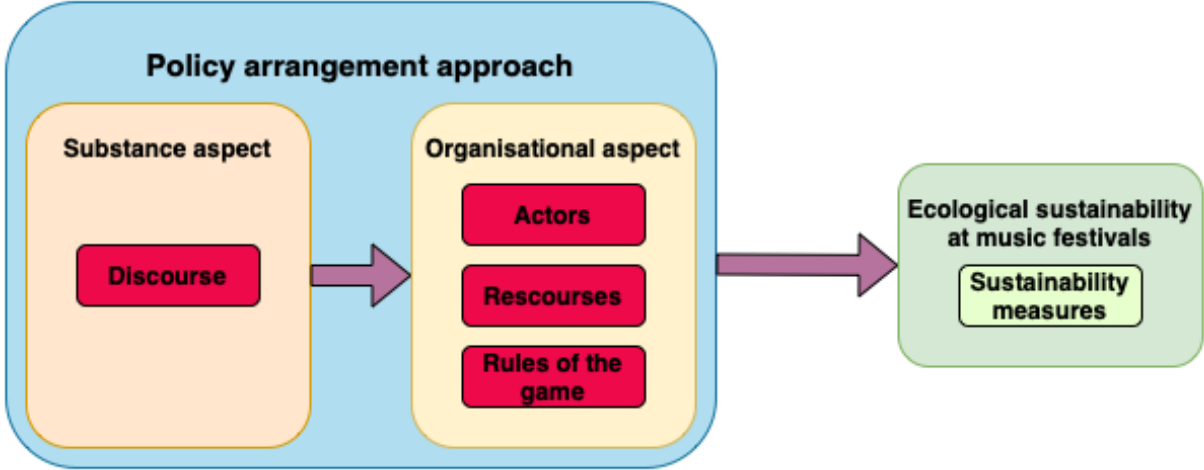 Policy arrangement approach
Substance aspect
Discourse
Organisational aspect
Actors
Rescourses
Rules of the
game
Ecological sustainability
at music festivals
Sustainability
measures